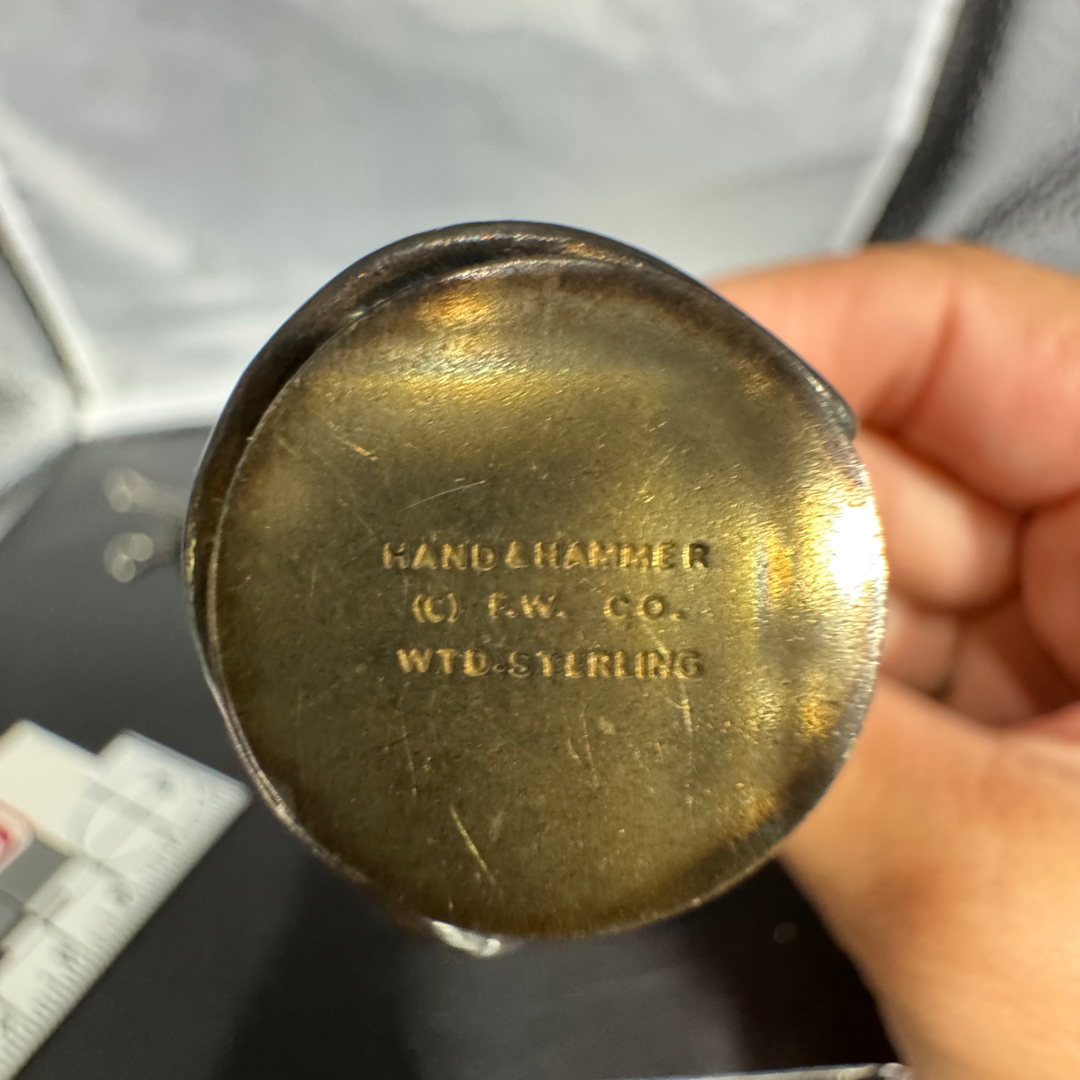 HAND & HAMMER
(C) F.W. CO.
WTD. STERLING